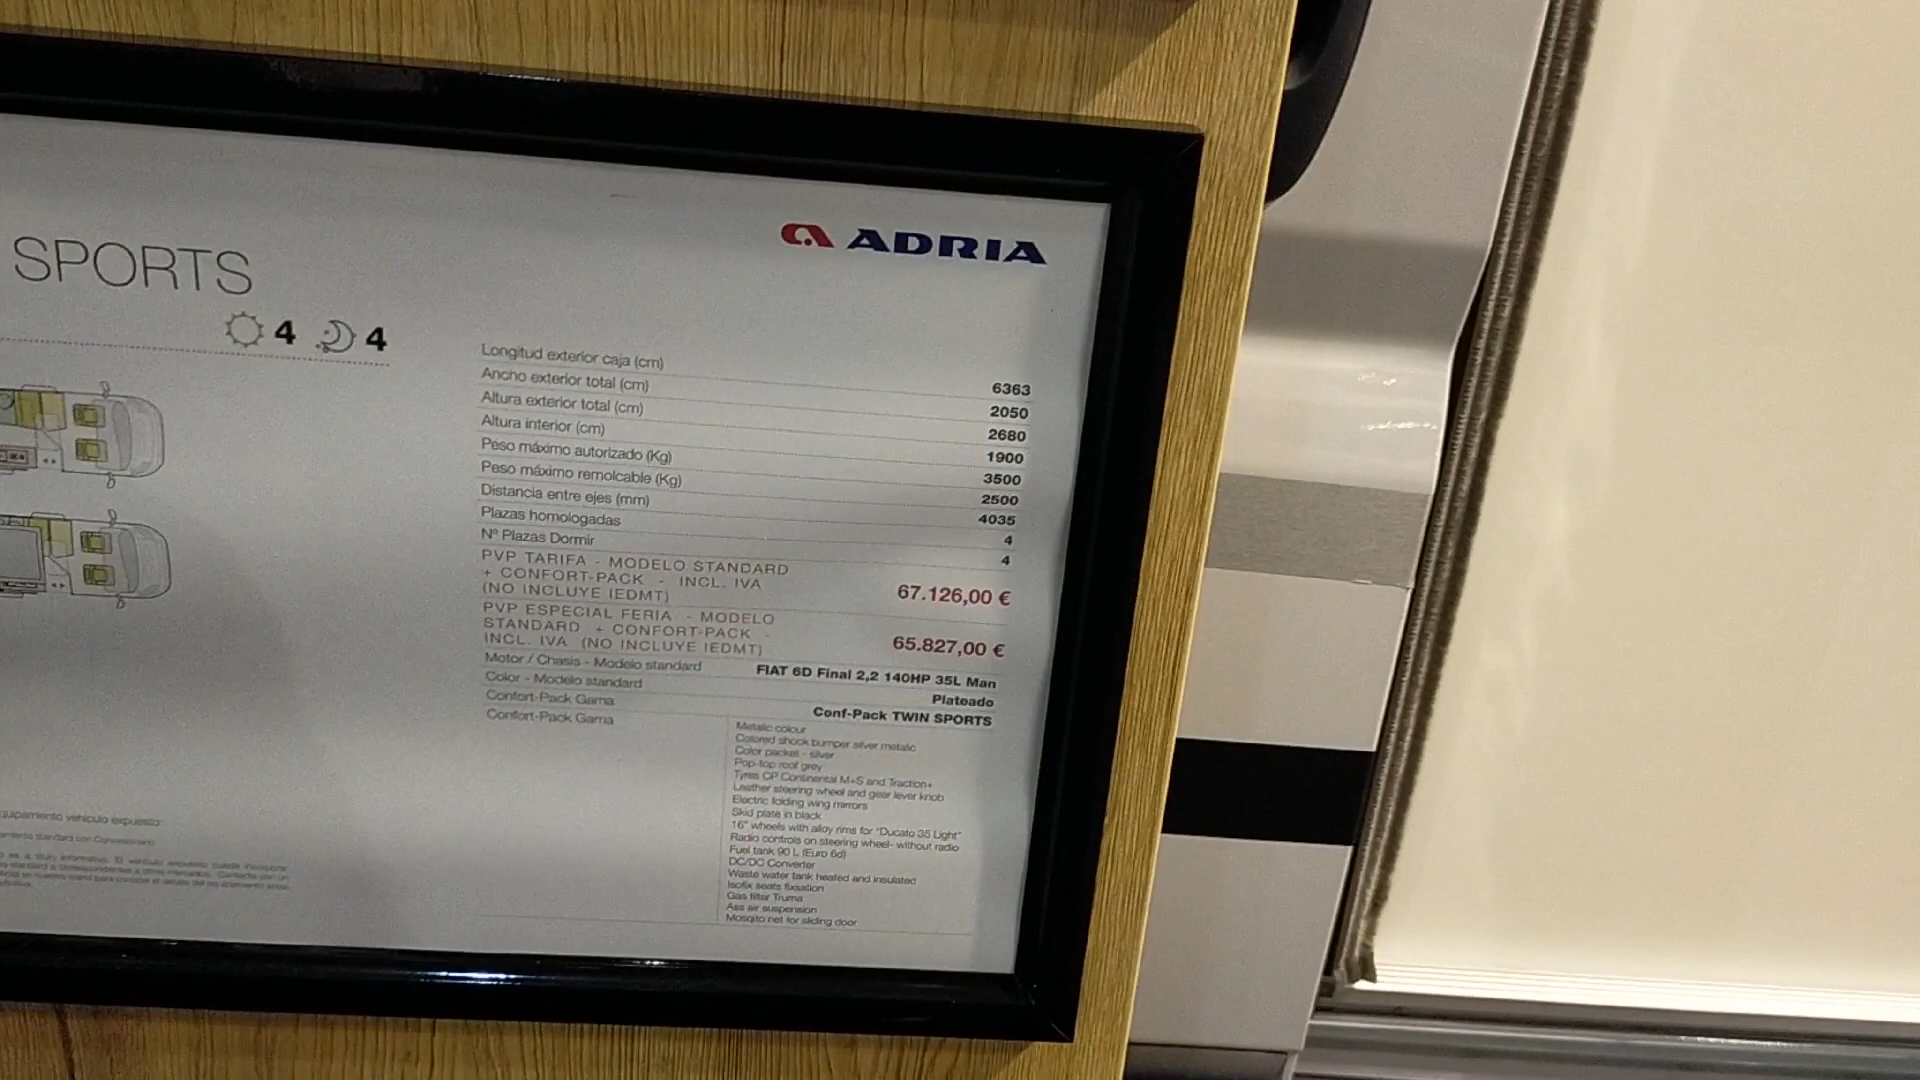 ADRIA
SPORTS
4 4
Longitud exterior caja (cm) 6363
Ancho exterior total (cm) 2050
Altura exterior total (cm) 2680
Altura interior (cm) 1900
Peso máximo autorizado (Kg) 3500
Peso máximo remolcable (Kg) 2500
Distancia entre ejes (mm) 4035
Plazas homologadas 4
Nº Plazas Dormir 4
PVP TARIFA - MODELO STANDARD
+ CONFORT-PACK - INCL. IVA
(NO INCLUYE IEDMT) 67.126,00 €
PVP ESPECIAL FERIA - MODELO
STANDARD + CONFORT-PACK -
INCL. IVA (NO INCLUYE IEDMT) 65.827,00 €
Motor / Chasis - Modelo standard FIAT 6D Final 2,2 140HP 35L Man
Color - Modelo standard Plateado
Confort-Pack Gama Conf-Pack TWIN SPORTS
Confort-Pack Gama
Metalic colour
Colored shock bumper silver metalic
Color packet - silver
Pop-top roof grey
Tyres CP Continental M+S and Traction+
Leather steering wheel and gear lever knob
Electric folding wing mirrors
Skid plate in black
16" wheels with alloy rims for "Ducato 35 Light"
Radio controls on steering wheel- without radio
Fuel tank 90 L (Euro 6d)
DC/DC Converter
Waste water tank heated and insulated
Isofix seats fixsation
Gas filter Truma
Ass air suspension
Mosqito net for sliding door
quipamiento vehículo expuesto: